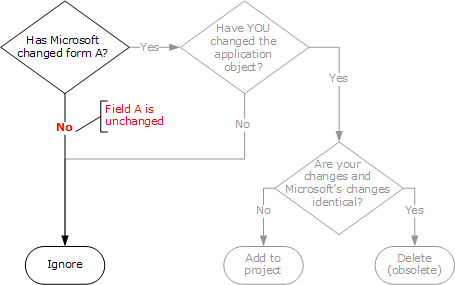 Has Microsoft
changed form A?
Yes
Have YOU
changed the
application
object?
Yes
No
Field A is
unchanged
No
Are your
changes and
Microsoft's changes
identical?
No
Yes
Ignore
Add to
project
Delete
(obsolete)